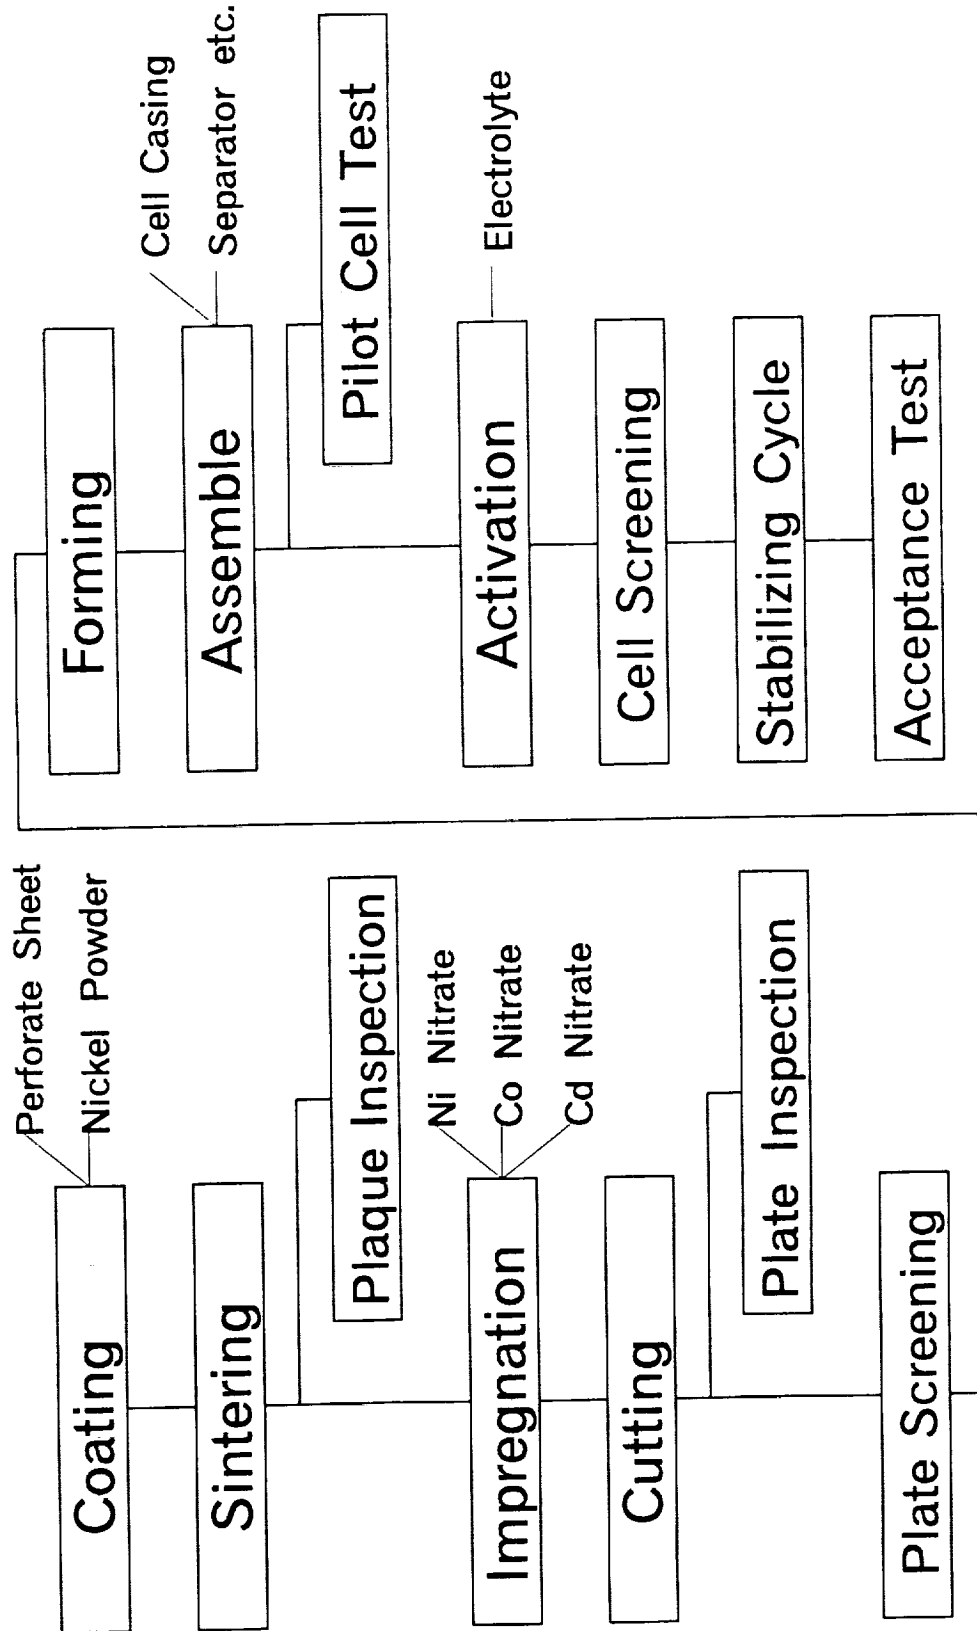 Coating
Perforate Sheet
Nickel Powder
Sintering
Plaque Inspection
Impregnation
Ni Nitrate
Co Nitrate
Cd Nitrate
Cutting
Plate Inspection
Plate Screening
Forming
Assemble
Cell Casing
Separator etc.
Pilot Cell Test
Activation
Electrolyte
Cell Screening
Stabilizing Cycle
Acceptance Test